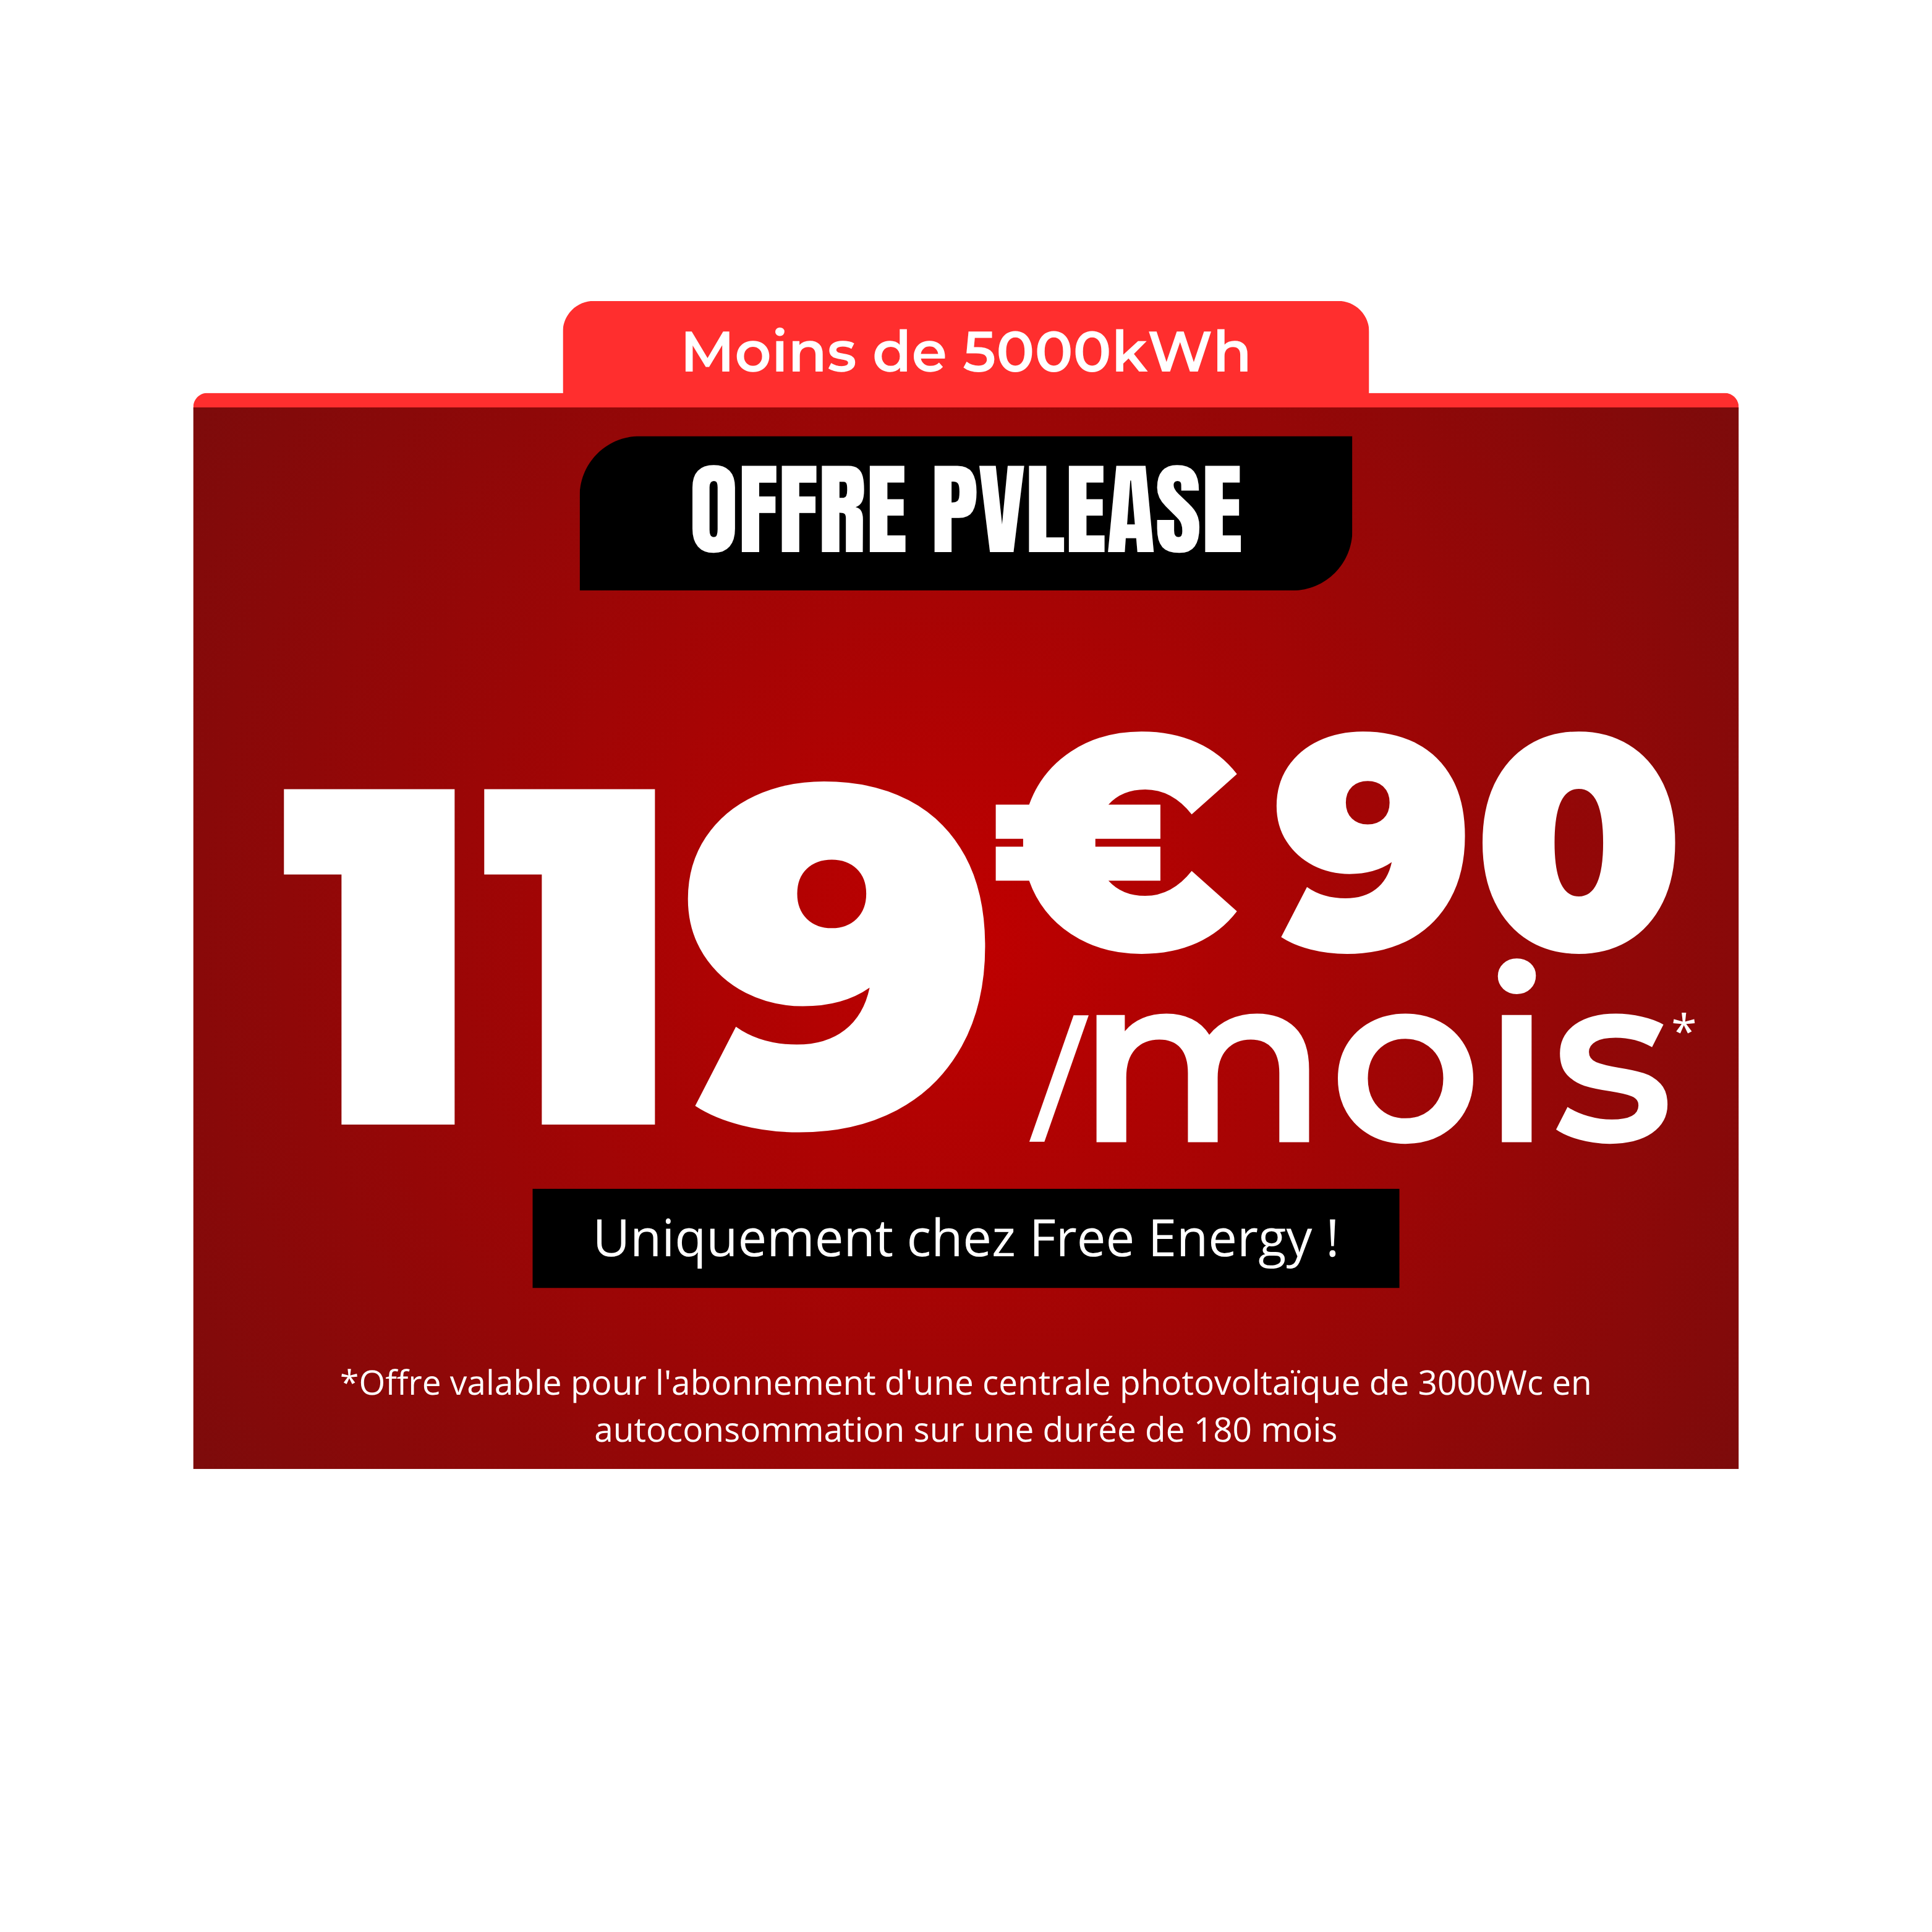 Moins de 5000kWh
OFFRE PVLEASE
119€90
/mois*
Uniquement chez Free Energy !
*Offre valable pour l'abonnement d'une centrale photovoltaïque de 3000Wc en
autoconsommation sur une durée de 180 mois